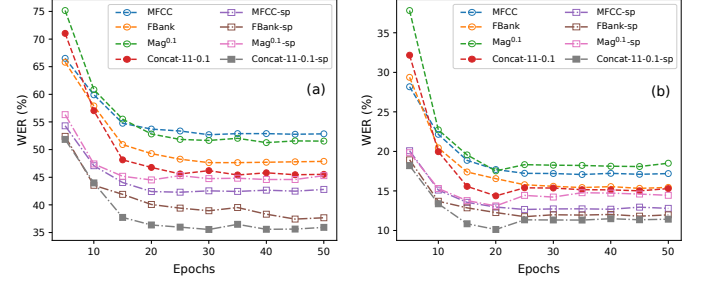 75
70
65
60
55
50
45
40
35
WER (%)
10
20
30
40
50
Epochs
MFCC
FBank
Mag^0.1
Concat-11-0.1
MFCC-sp
FBank-sp
Mag^0.1-sp
Concat-11-0.1-sp
(a)
35
30
25
20
15
10
WER (%)
10
20
30
40
50
Epochs
MFCC
FBank
Mag^0.1
Concat-11-0.1
MFCC-sp
FBank-sp
Mag^0.1-sp
Concat-11-0.1-sp
(b)